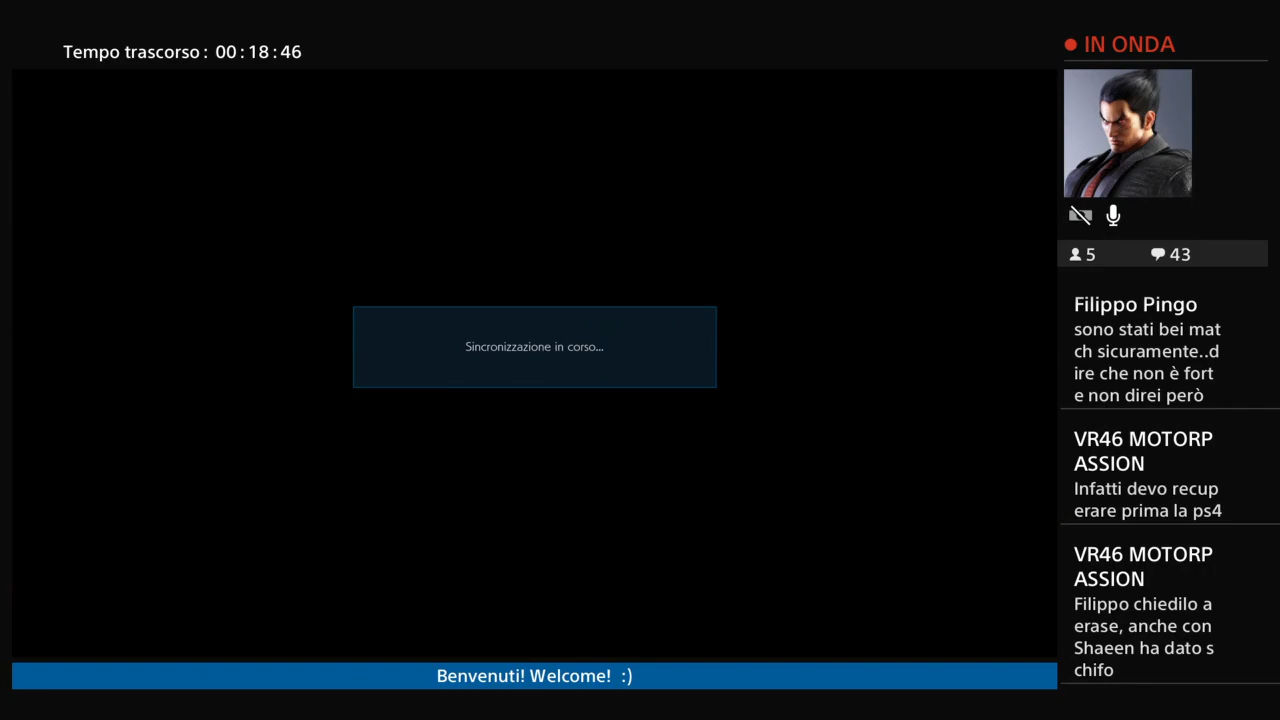 Tempo trascorso : 00 : 18 : 46
IN ONDA
5 43
Sincronizzazione in corso...
Filippo Pingo
sono stati bei mat
ch sicuramente..d
ire che non è fort
e non direi però
VR46 MOTORP
ASSION
Infatti devo recup
erare prima la ps4
VR46 MOTORP
ASSION
Filippo chiedilo a
erase, anche con
Shaeen ha dato s
chifo
Benvenuti! Welcome! :)